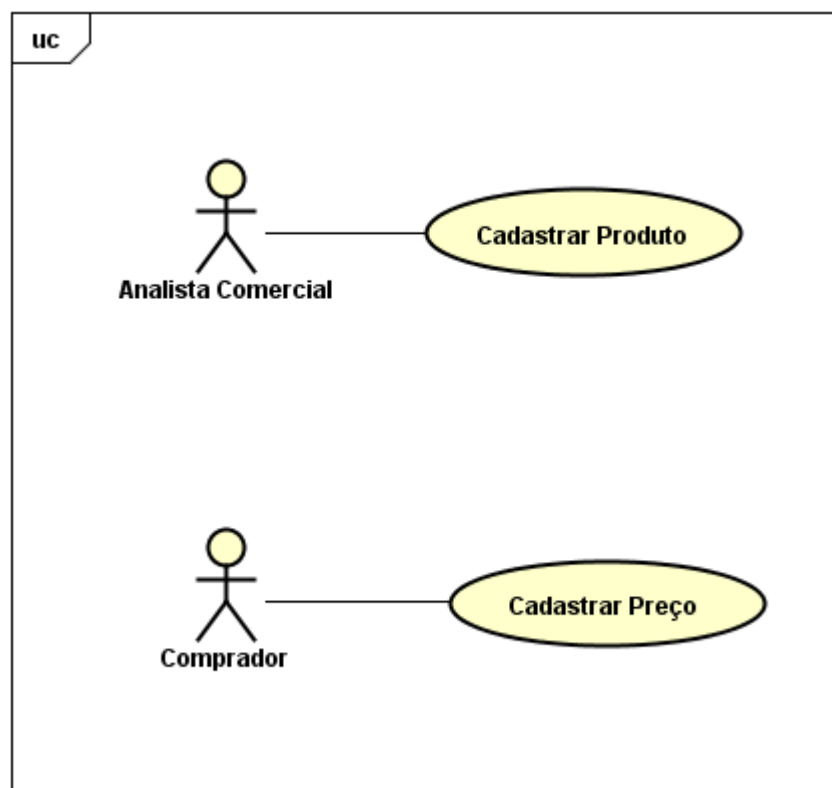 uc
Cadastrar Produto
Analista Comercial
Cadastrar Preço
Comprador